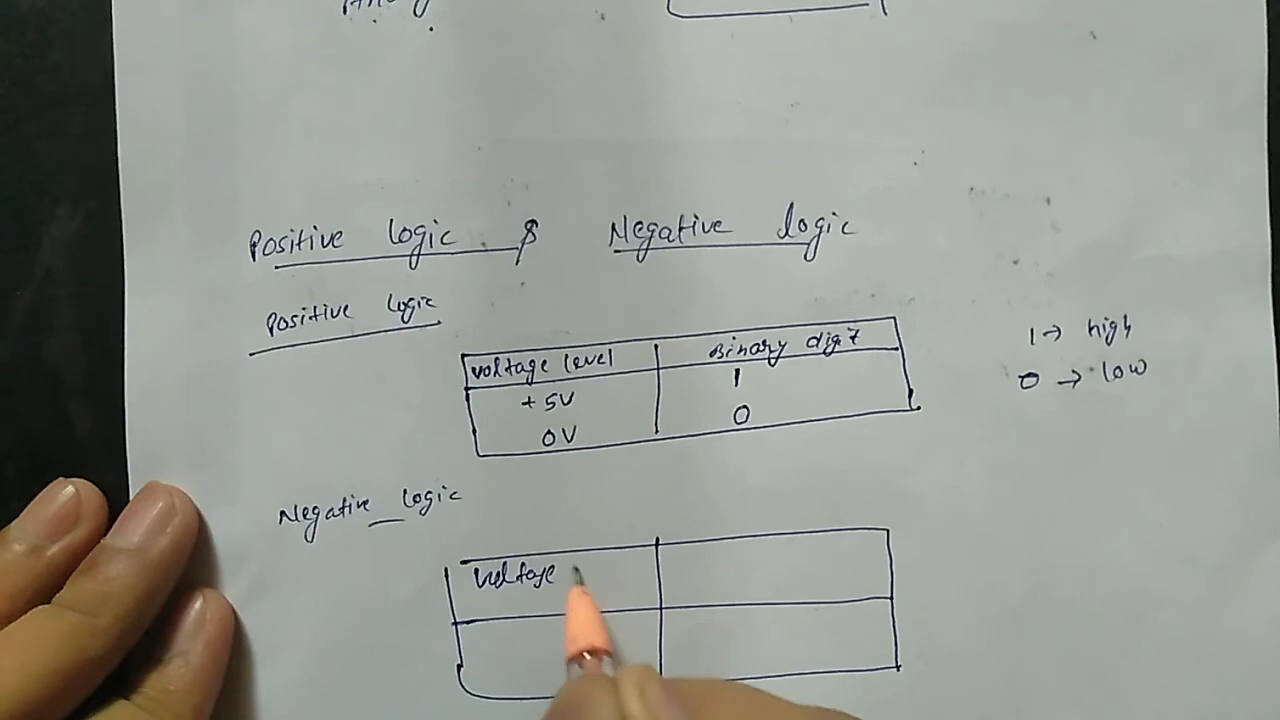 Positive Logic & Negative logic
Positive Logic
Voltage Level Binary digit
+ 5V 1
0V 0
1 → high
0 → low
Negative Logic
Voltage